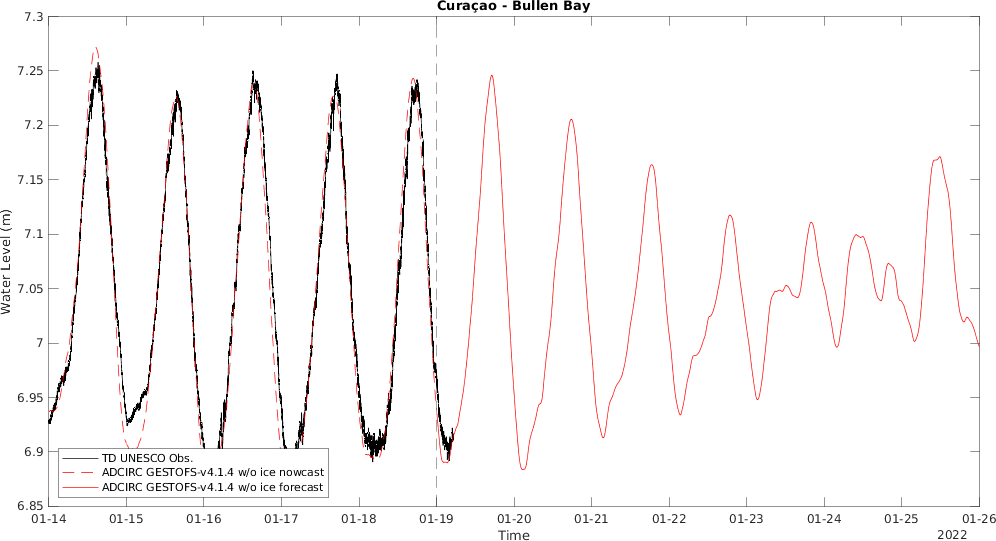 Curaçao - Bullen Bay
Water Level (m)
7.3
7.25
7.2
7.15
7.1
7.05
7
6.95
6.9
6.85
TD UNESCO Obs.
ADCIRC GESTOFS-v4.1.4 w/o ice nowcast
ADCIRC GESTOFS-v4.1.4 w/o ice forecast
01-14 01-15 01-16 01-17 01-18 01-19 01-20 01-21 01-22 01-23 01-24 01-25 01-26
Time
2022